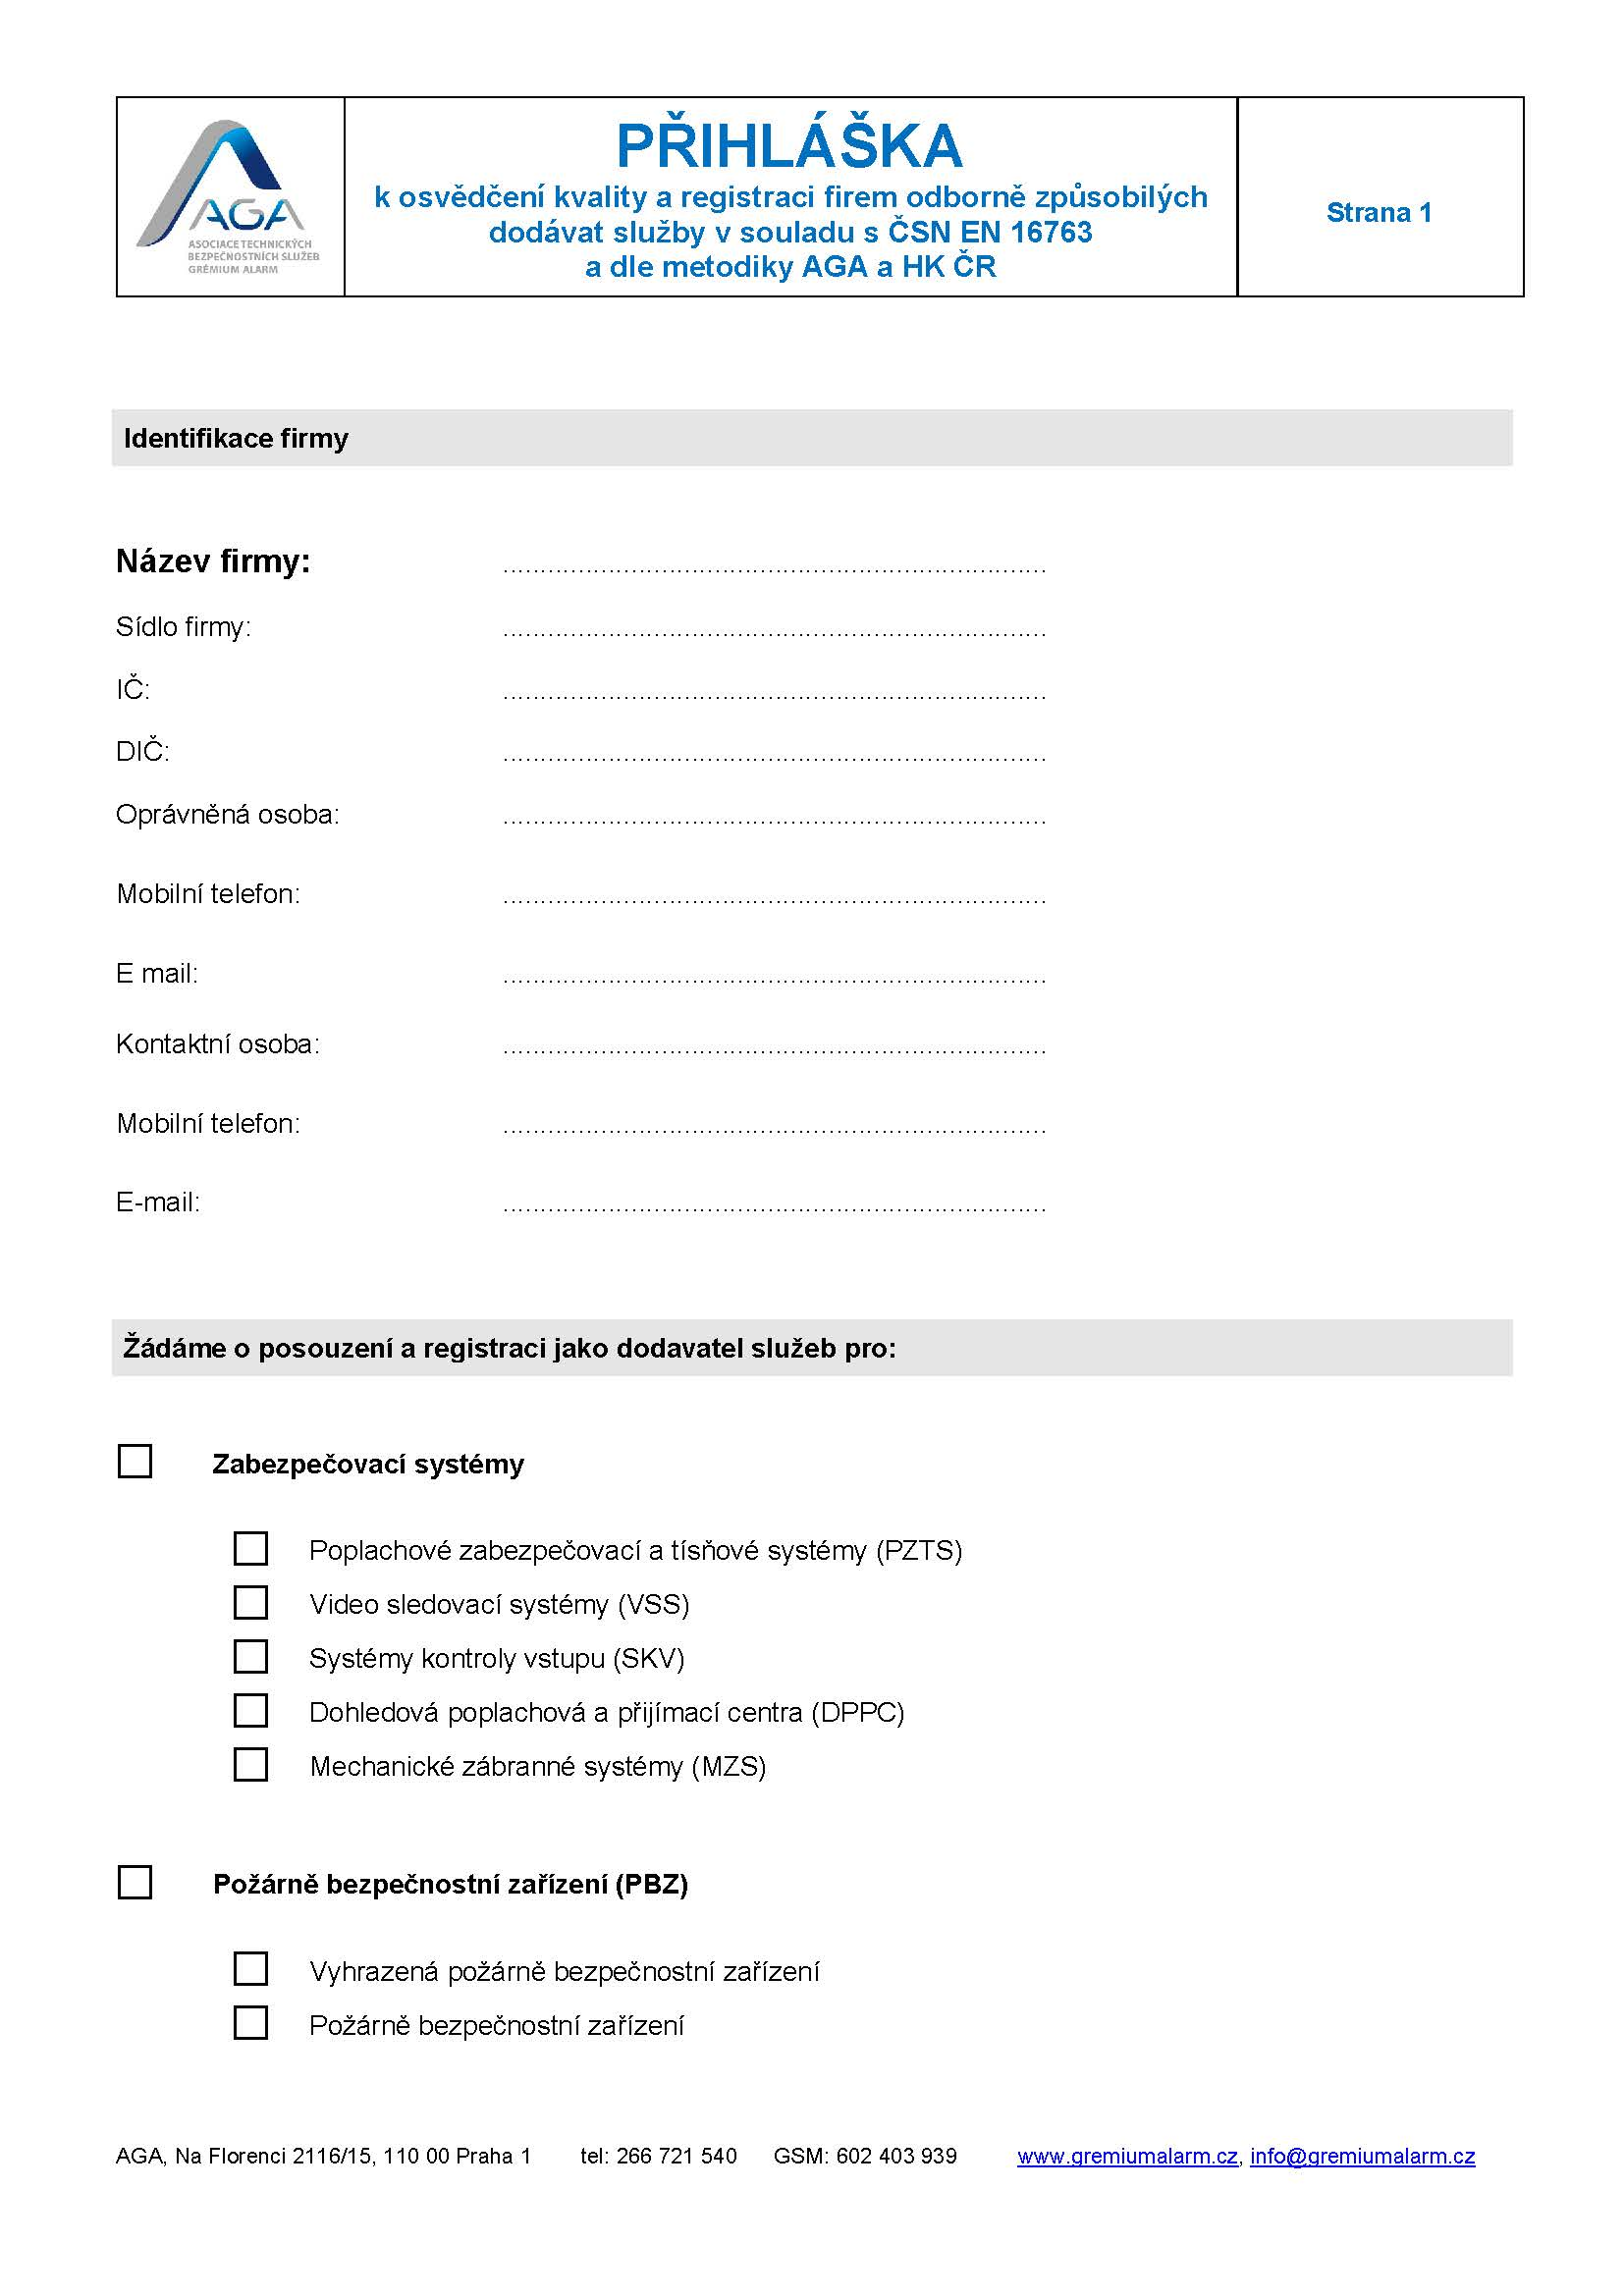 AGA
ASOCIACE TECHNICKÝCH
BEZPEČNOSTNÍCH SLUŽEB
GRÉMIUM ALARM
PŘIHLÁŠKA
k osvědčení kvality a registraci firem odborně způsobilých
dodávat služby v souladu s ČSN EN 16763
a dle metodiky AGA a HK ČR
Strana 1
Identifikace firmy
Název firmy: .....................................................................
Sídlo firmy: .....................................................................
IČ: .....................................................................
DIČ: .....................................................................
Oprávněná osoba: .....................................................................
Mobilní telefon: .....................................................................
E mail: .....................................................................
Kontaktní osoba: .....................................................................
Mobilní telefon: .....................................................................
E-mail: .....................................................................
Žádáme o posouzení a registraci jako dodavatel služeb pro:
Zabezpečovací systémy
Poplachové zabezpečovací a tísňové systémy (PZTS)
Video sledovací systémy (VSS)
Systémy kontroly vstupu (SKV)
Dohledová poplachová a přijímací centra (DPPC)
Mechanické zábranné systémy (MZS)
Požárně bezpečnostní zařízení (PBZ)
Vyhrazená požárně bezpečnostní zařízení
Požárně bezpečnostní zařízení
AGA, Na Florenci 2116/15, 110 00 Praha 1 tel: 266 721 540 GSM: 602 403 939 www.gremiumalarm.cz, info@gremiumalarm.cz